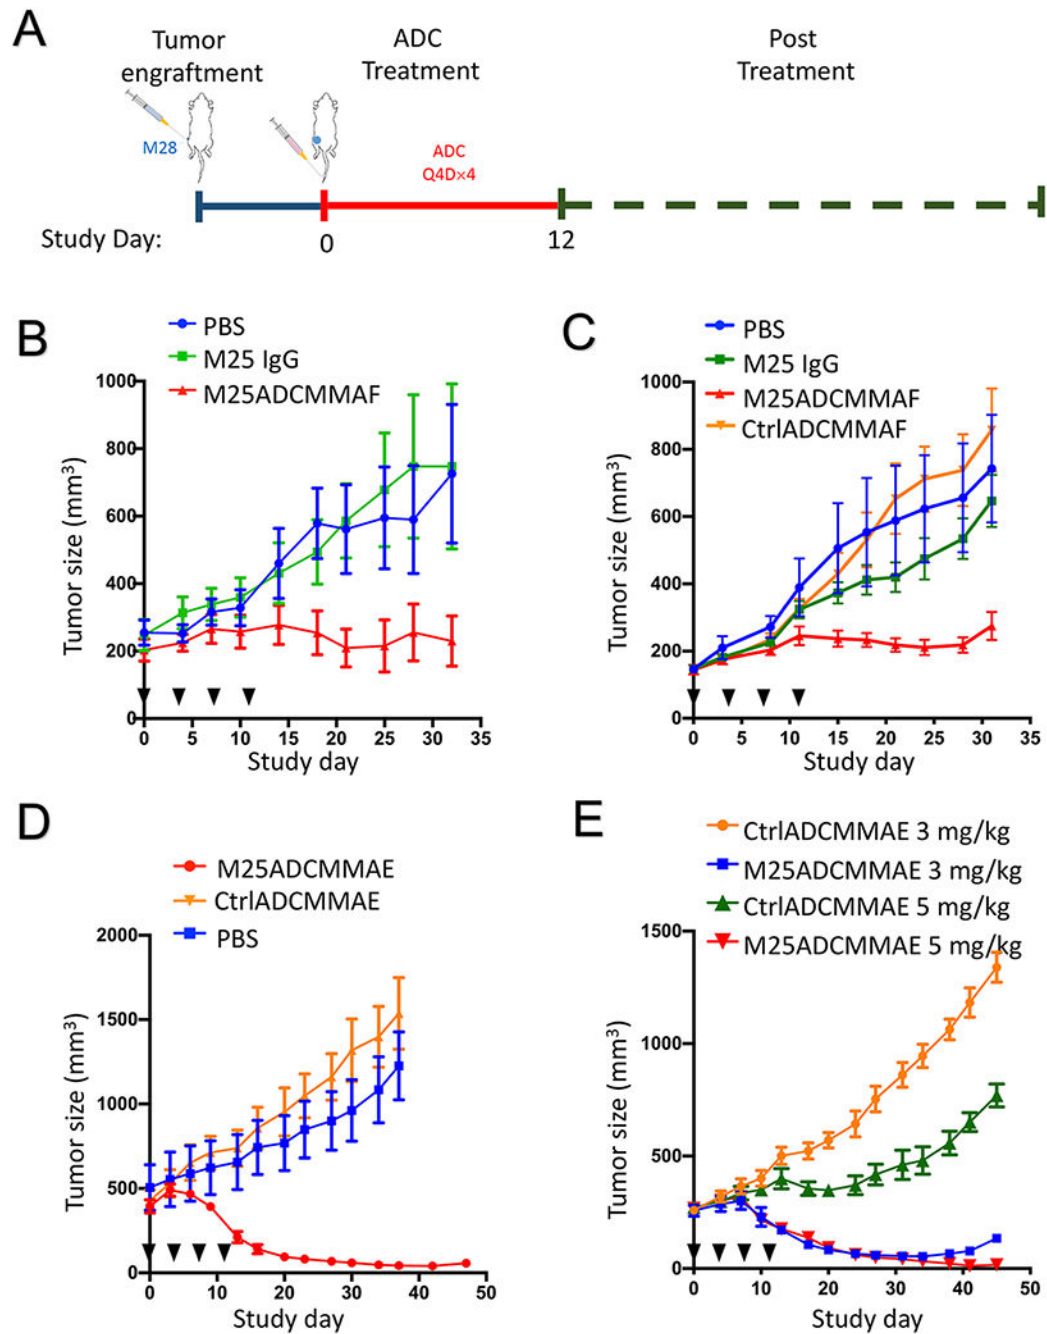 A
Tumor
engraftment
ADC
Treatment
Post
Treatment
M28
ADC
Q4D×4
Study Day:
0
12
B
PBS
M25 IgG
M25ADCMMAF
1000
800
600
400
200
0
Tumor size (mm³)
0 5 10 15 20 25 30 35
Study day
C
PBS
M25 IgG
M25ADCMMAF
CtrlADCMMAF
1000
800
600
400
200
0
Tumor size (mm³)
0 5 10 15 20 25 30 35
Study day
D
M25ADCMMAE
CtrlADCMMAE
PBS
2000
1500
1000
500
0
Tumor size (mm³)
0 10 20 30 40 50
Study day
E
CtrlADCMMAE 3 mg/kg
M25ADCMMAE 3 mg/kg
CtrlADCMMAE 5 mg/kg
M25ADCMMAE 5 mg/kg
1500
1000
500
0
Tumor size (mm³)
0 10 20 30 40 50
Study day